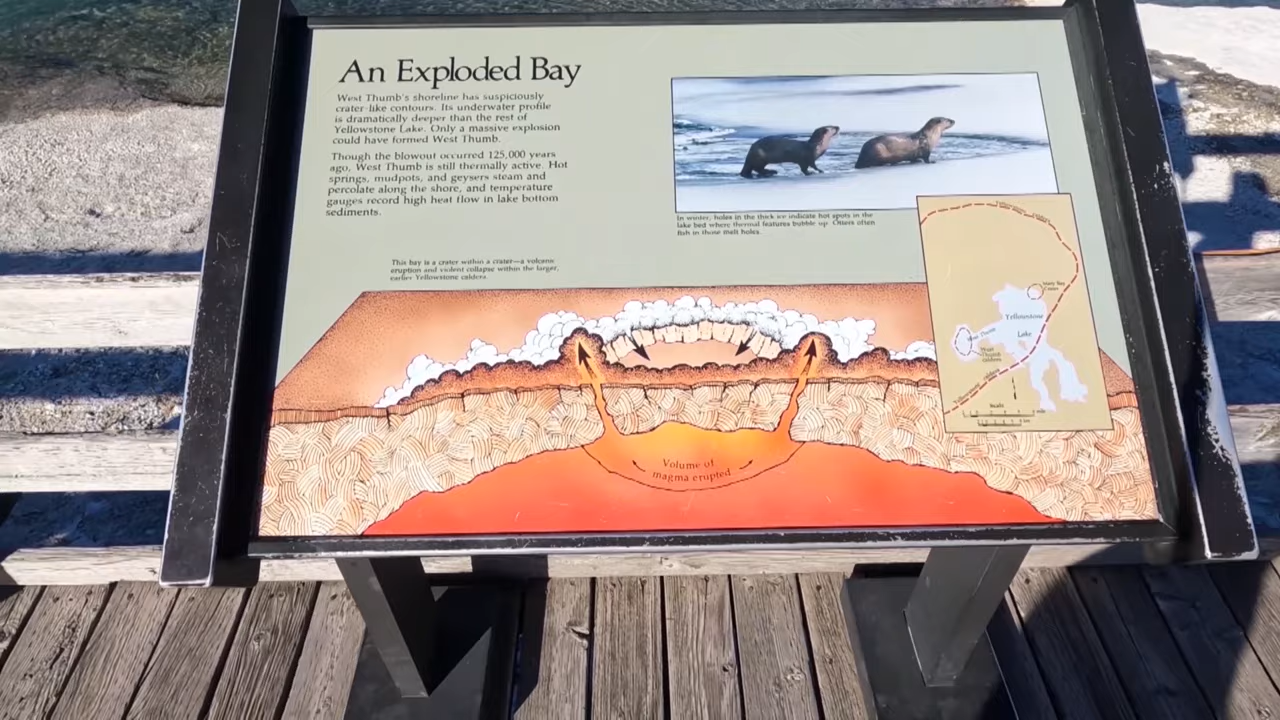 An Exploded Bay
West Thumb's shoreline has suspiciously
crater-like contours. Its underwater profile
is dramatically deeper than the rest of
Yellowstone Lake. Only a massive explosion
could have formed West Thumb.
Though the blowout occurred 125,000 years
ago, West Thumb is still thermally active. Hot
springs, mudpots, and geysers steam and
percolate along the shore, and temperature
gauges record high heat flow in lake bottom
sediments.
In winter, holes in the thick ice indicate hot spots in the
lake bed where thermal features bubble up. Otters often
fish in those melt holes.
This bay is a crater within a crater—a volcanic
eruption and violent collapse within the larger,
earlier Yellowstone caldera.
Yellowstone
Lake
West Thumb
Scale
Volume of
magma erupted